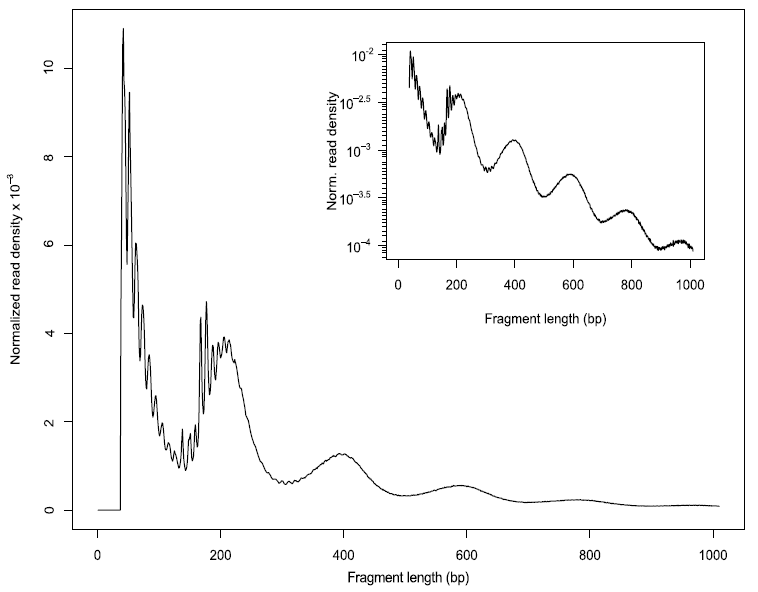 Normalized read density x 10⁻³
10
8
6
4
2
0
0 200 400 600 800 1000
Fragment length (bp)
Norm. read density
10⁻²
10⁻²·⁵
10⁻³
10⁻³·⁵
10⁻⁴
0 200 400 600 800 1000
Fragment length (bp)